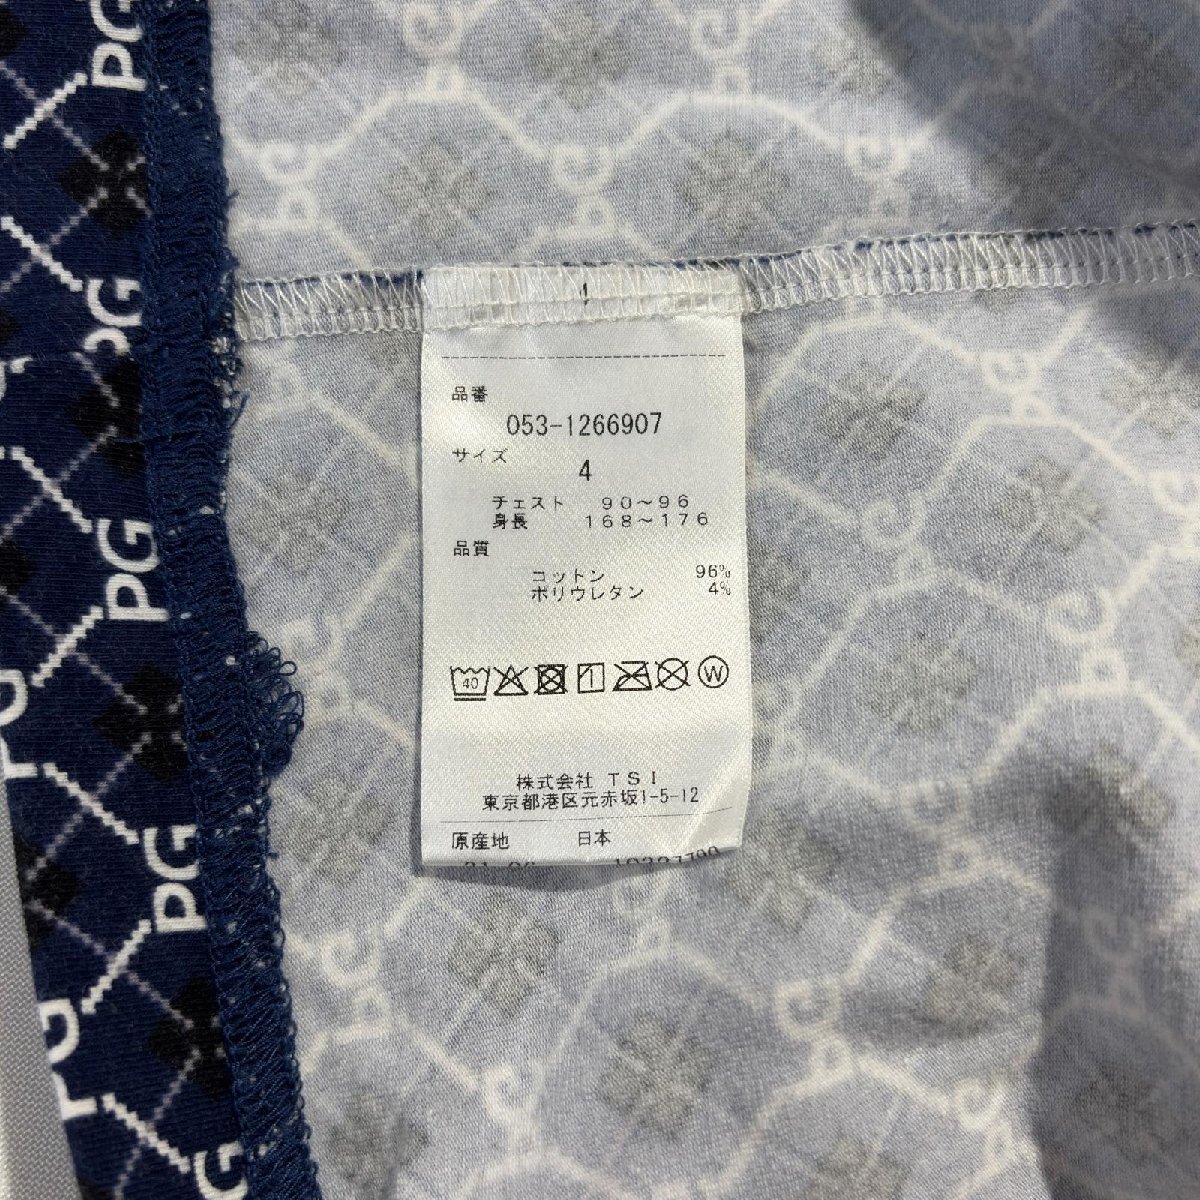 品番
053-1266907
サイズ
4
チェスト 90～96
身長 168～176
品質
コットン 96%
ポリウレタン 4%
40
1
W
株式会社 TSI
東京都港区元赤坂1-5-12
原産地 日本
PG
PG
PG
PG
PG
PG